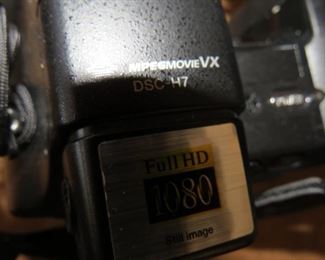 MPEGMOVIEVX
DSC-H7
Full HD
1080
Still image